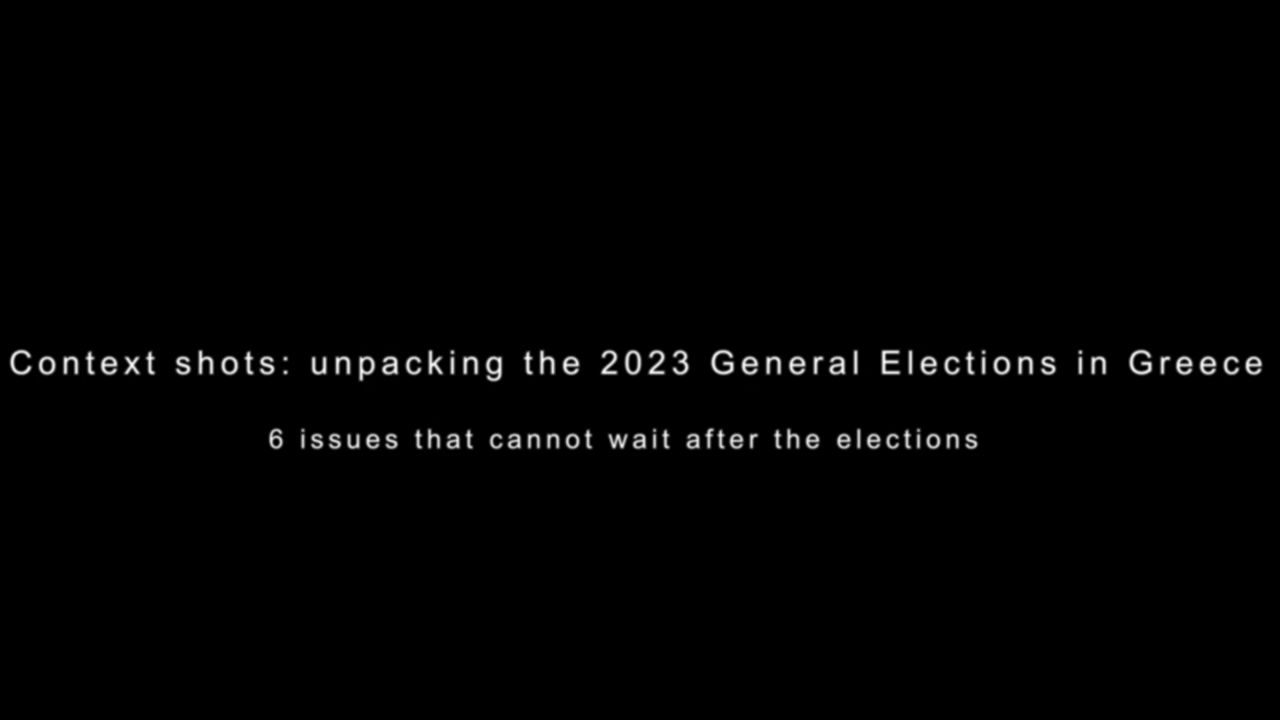 Context shots: unpacking the 2023 General Elections in Greece
6 issues that cannot wait after the elections